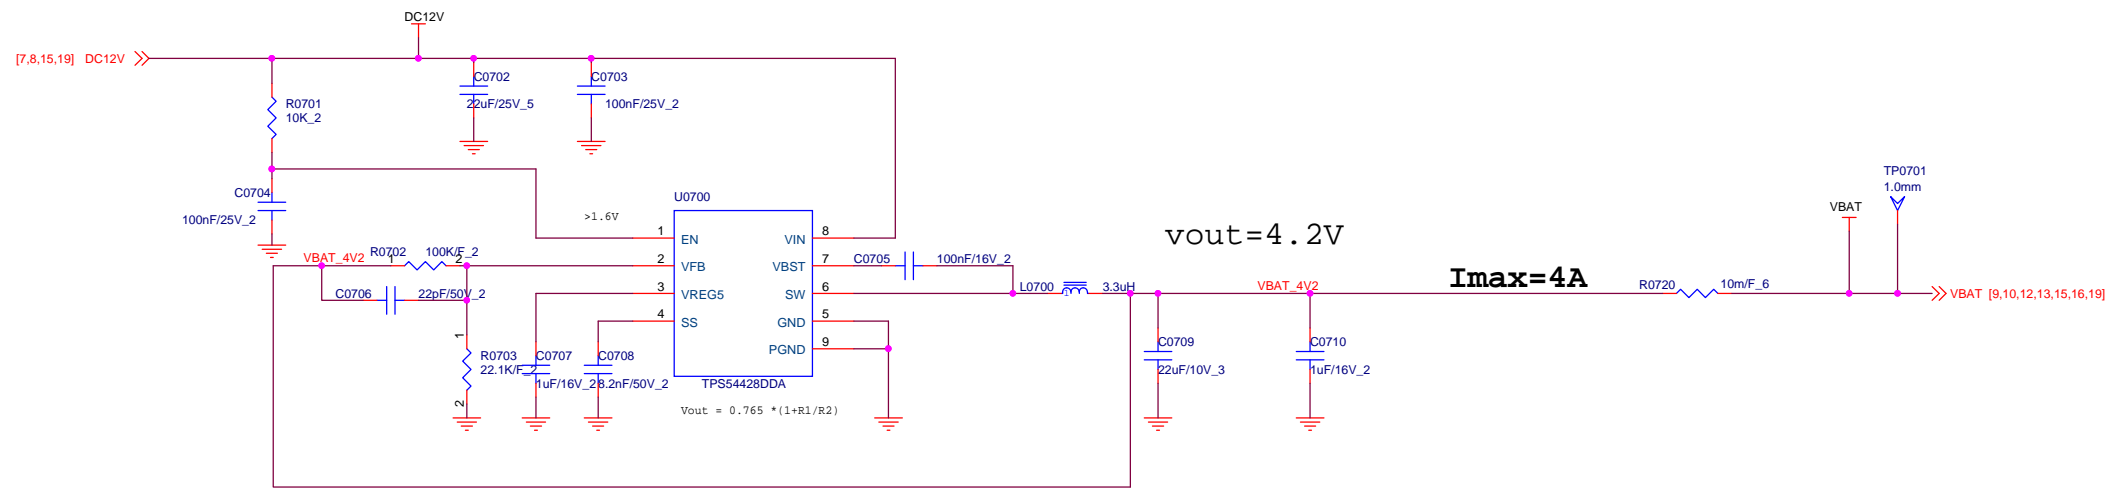 DC12V
[7,8,15,19] DC12V
C0702
22uF/25V_5
C0703
100nF/25V_2
R0701
10K_2
C0704
100nF/25V_2
U0700
>1.6V
1 EN
2 VFB
3 VREG5
4 SS
VIN 8
VBST 7
SW 6
GND 5
PGND 9
TPS54428DDA
Vout = 0.765 *(1+R1/R2)
VBAT_4V2
R0702 100K/F_2
1 2
C0706 22pF/50V_2
1
R0703
22.1K/F_2
2
C0707
1uF/16V_2
C0708
8.2nF/50V_2
C0705 100nF/16V_2
L0700 3.3uH
1
vout=4.2V
VBAT_4V2
Imax=4A
C0709
22uF/10V_3
C0710
1uF/16V_2
R0720 10m/F_6
VBAT
TP0701
1.0mm
VBAT [9,10,12,13,15,16,19]